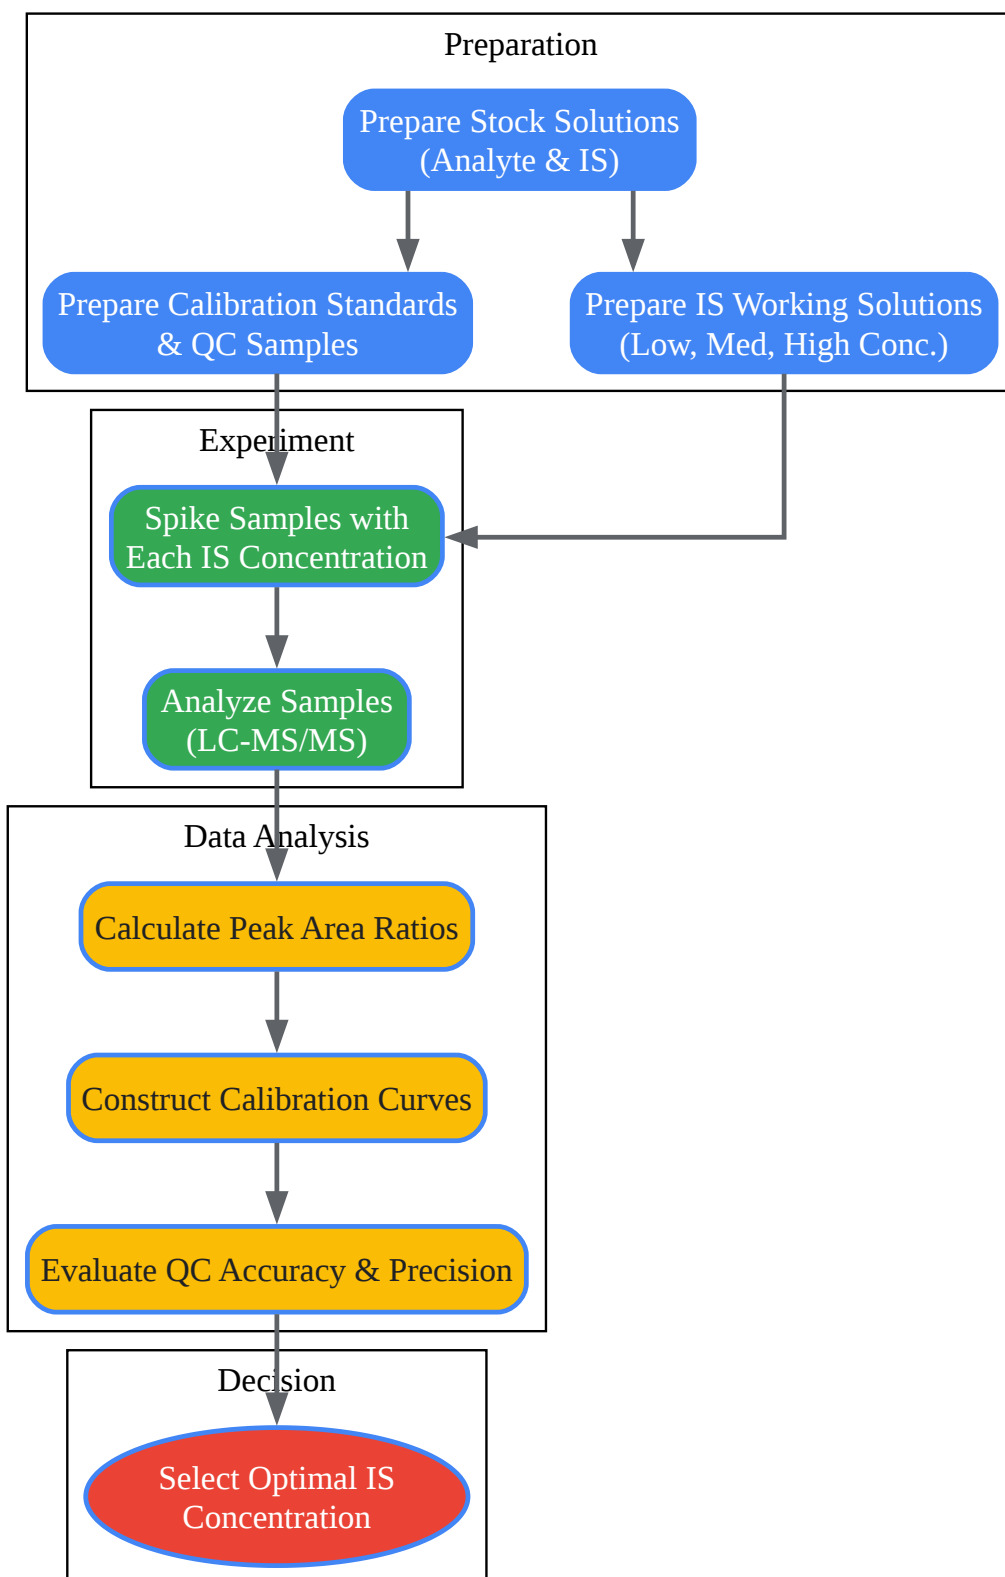 Preparation
Prepare Stock Solutions
(Analyte & IS)
Prepare Calibration Standards
& QC Samples
Prepare IS Working Solutions
(Low, Med, High Conc.)
Experiment
Spike Samples with
Each IS Concentration
Analyze Samples
(LC-MS/MS)
Data Analysis
Calculate Peak Area Ratios
Construct Calibration Curves
Evaluate QC Accuracy & Precision
Decision
Select Optimal IS
Concentration